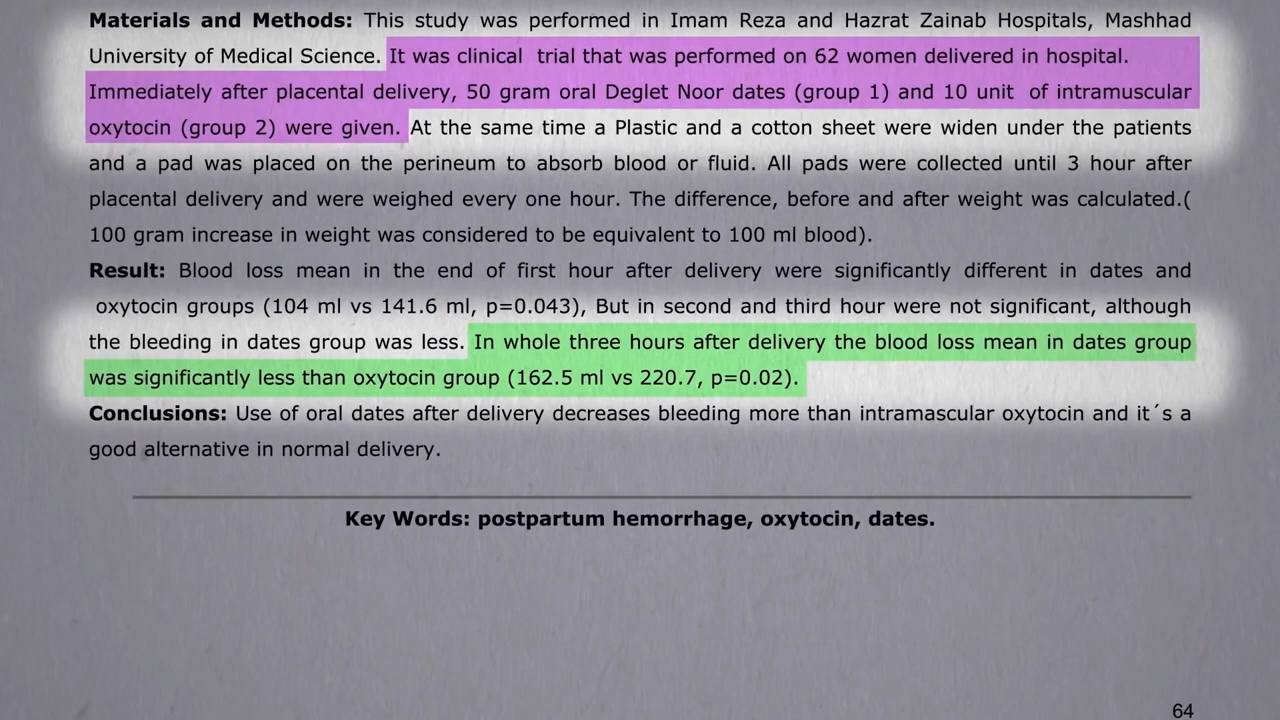 Materials and Methods: This study was performed in Imam Reza and Hazrat Zainab Hospitals, Mashhad
University of Medical Science. It was clinical trial that was performed on 62 women delivered in hospital.
Immediately after placental delivery, 50 gram oral Deglet Noor dates (group 1) and 10 unit of intramuscular
oxytocin (group 2) were given. At the same time a Plastic and a cotton sheet were widen under the patients
and a pad was placed on the perineum to absorb blood or fluid. All pads were collected until 3 hour after
placental delivery and were weighed every one hour. The difference, before and after weight was calculated.(
100 gram increase in weight was considered to be equivalent to 100 ml blood).
Result: Blood loss mean in the end of first hour after delivery were significantly different in dates and
oxytocin groups (104 ml vs 141.6 ml, p=0.043), But in second and third hour were not significant, although
the bleeding in dates group was less. In whole three hours after delivery the blood loss mean in dates group
was significantly less than oxytocin group (162.5 ml vs 220.7, p=0.02).
Conclusions: Use of oral dates after delivery decreases bleeding more than intramascular oxytocin and it´s a
good alternative in normal delivery.
Key Words: postpartum hemorrhage, oxytocin, dates.
64